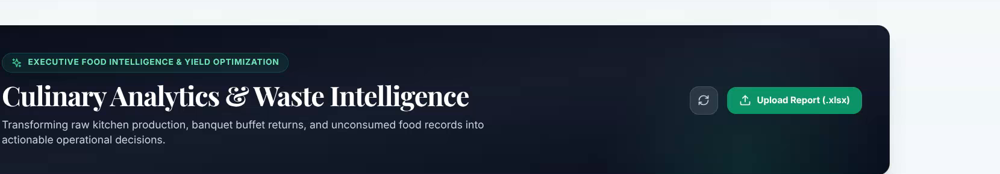 EXECUTIVE FOOD INTELLIGENCE & YIELD OPTIMIZATION
Culinary Analytics & Waste Intelligence
Transforming raw kitchen production, banquet buffet returns, and unconsumed food records into
actionable operational decisions.
Upload Report (.xlsx)